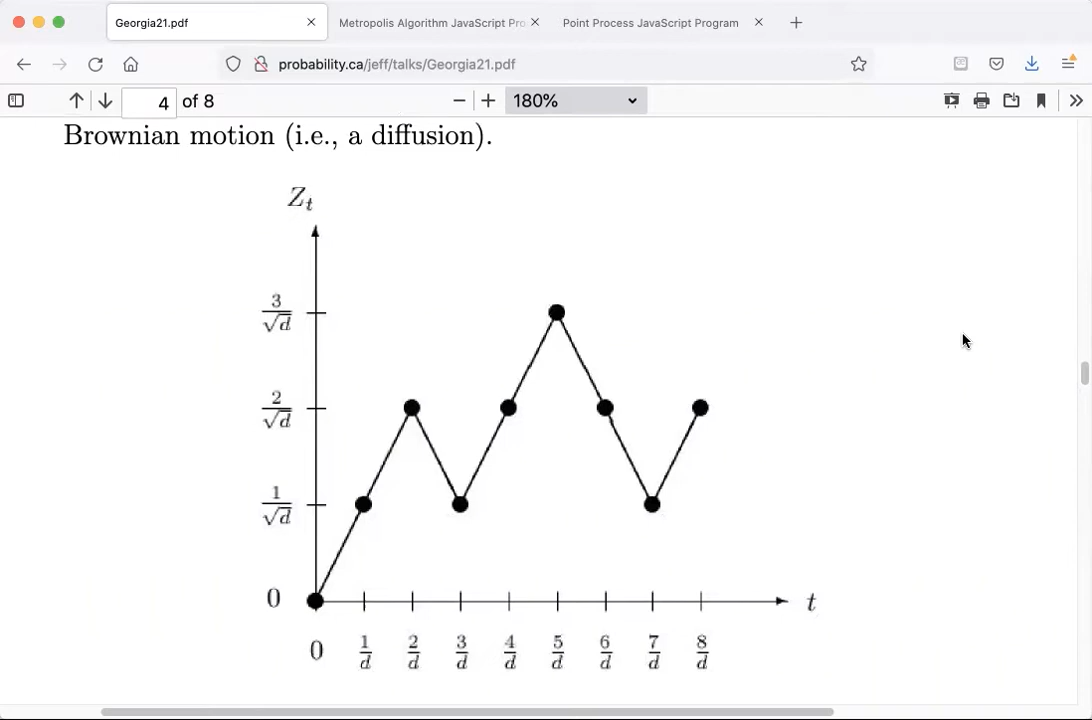 Georgia21.pdf
Metropolis Algorithm JavaScript Pro
Point Process JavaScript Program
probability.ca/jeff/talks/Georgia21.pdf
4 of 8
180%
Brownian motion (i.e., a diffusion).
Z_t
3/√d
2/√d
1/√d
0
t
0 1/d 2/d 3/d 4/d 5/d 6/d 7/d 8/d